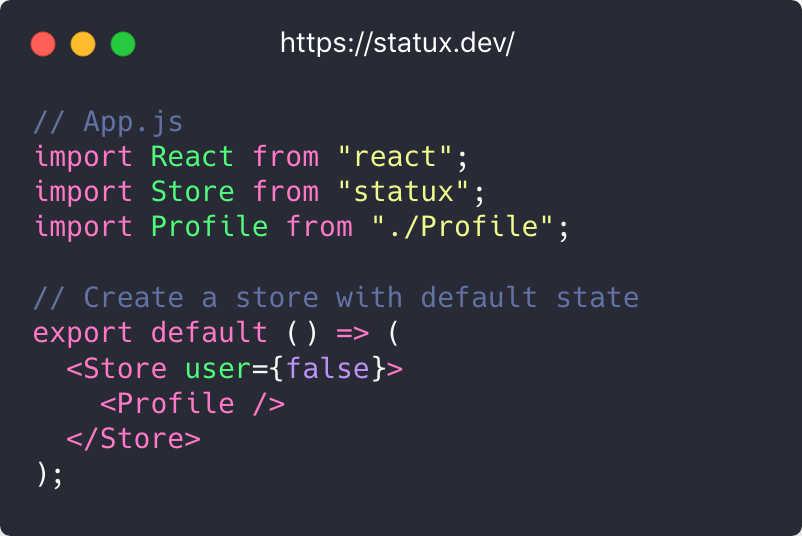 https://statux.dev/
// App.js
import React from "react";
import Store from "statux";
import Profile from "./Profile";
// Create a store with default state
export default () => (
  <Store user={false}>
    <Profile />
  </Store>
);